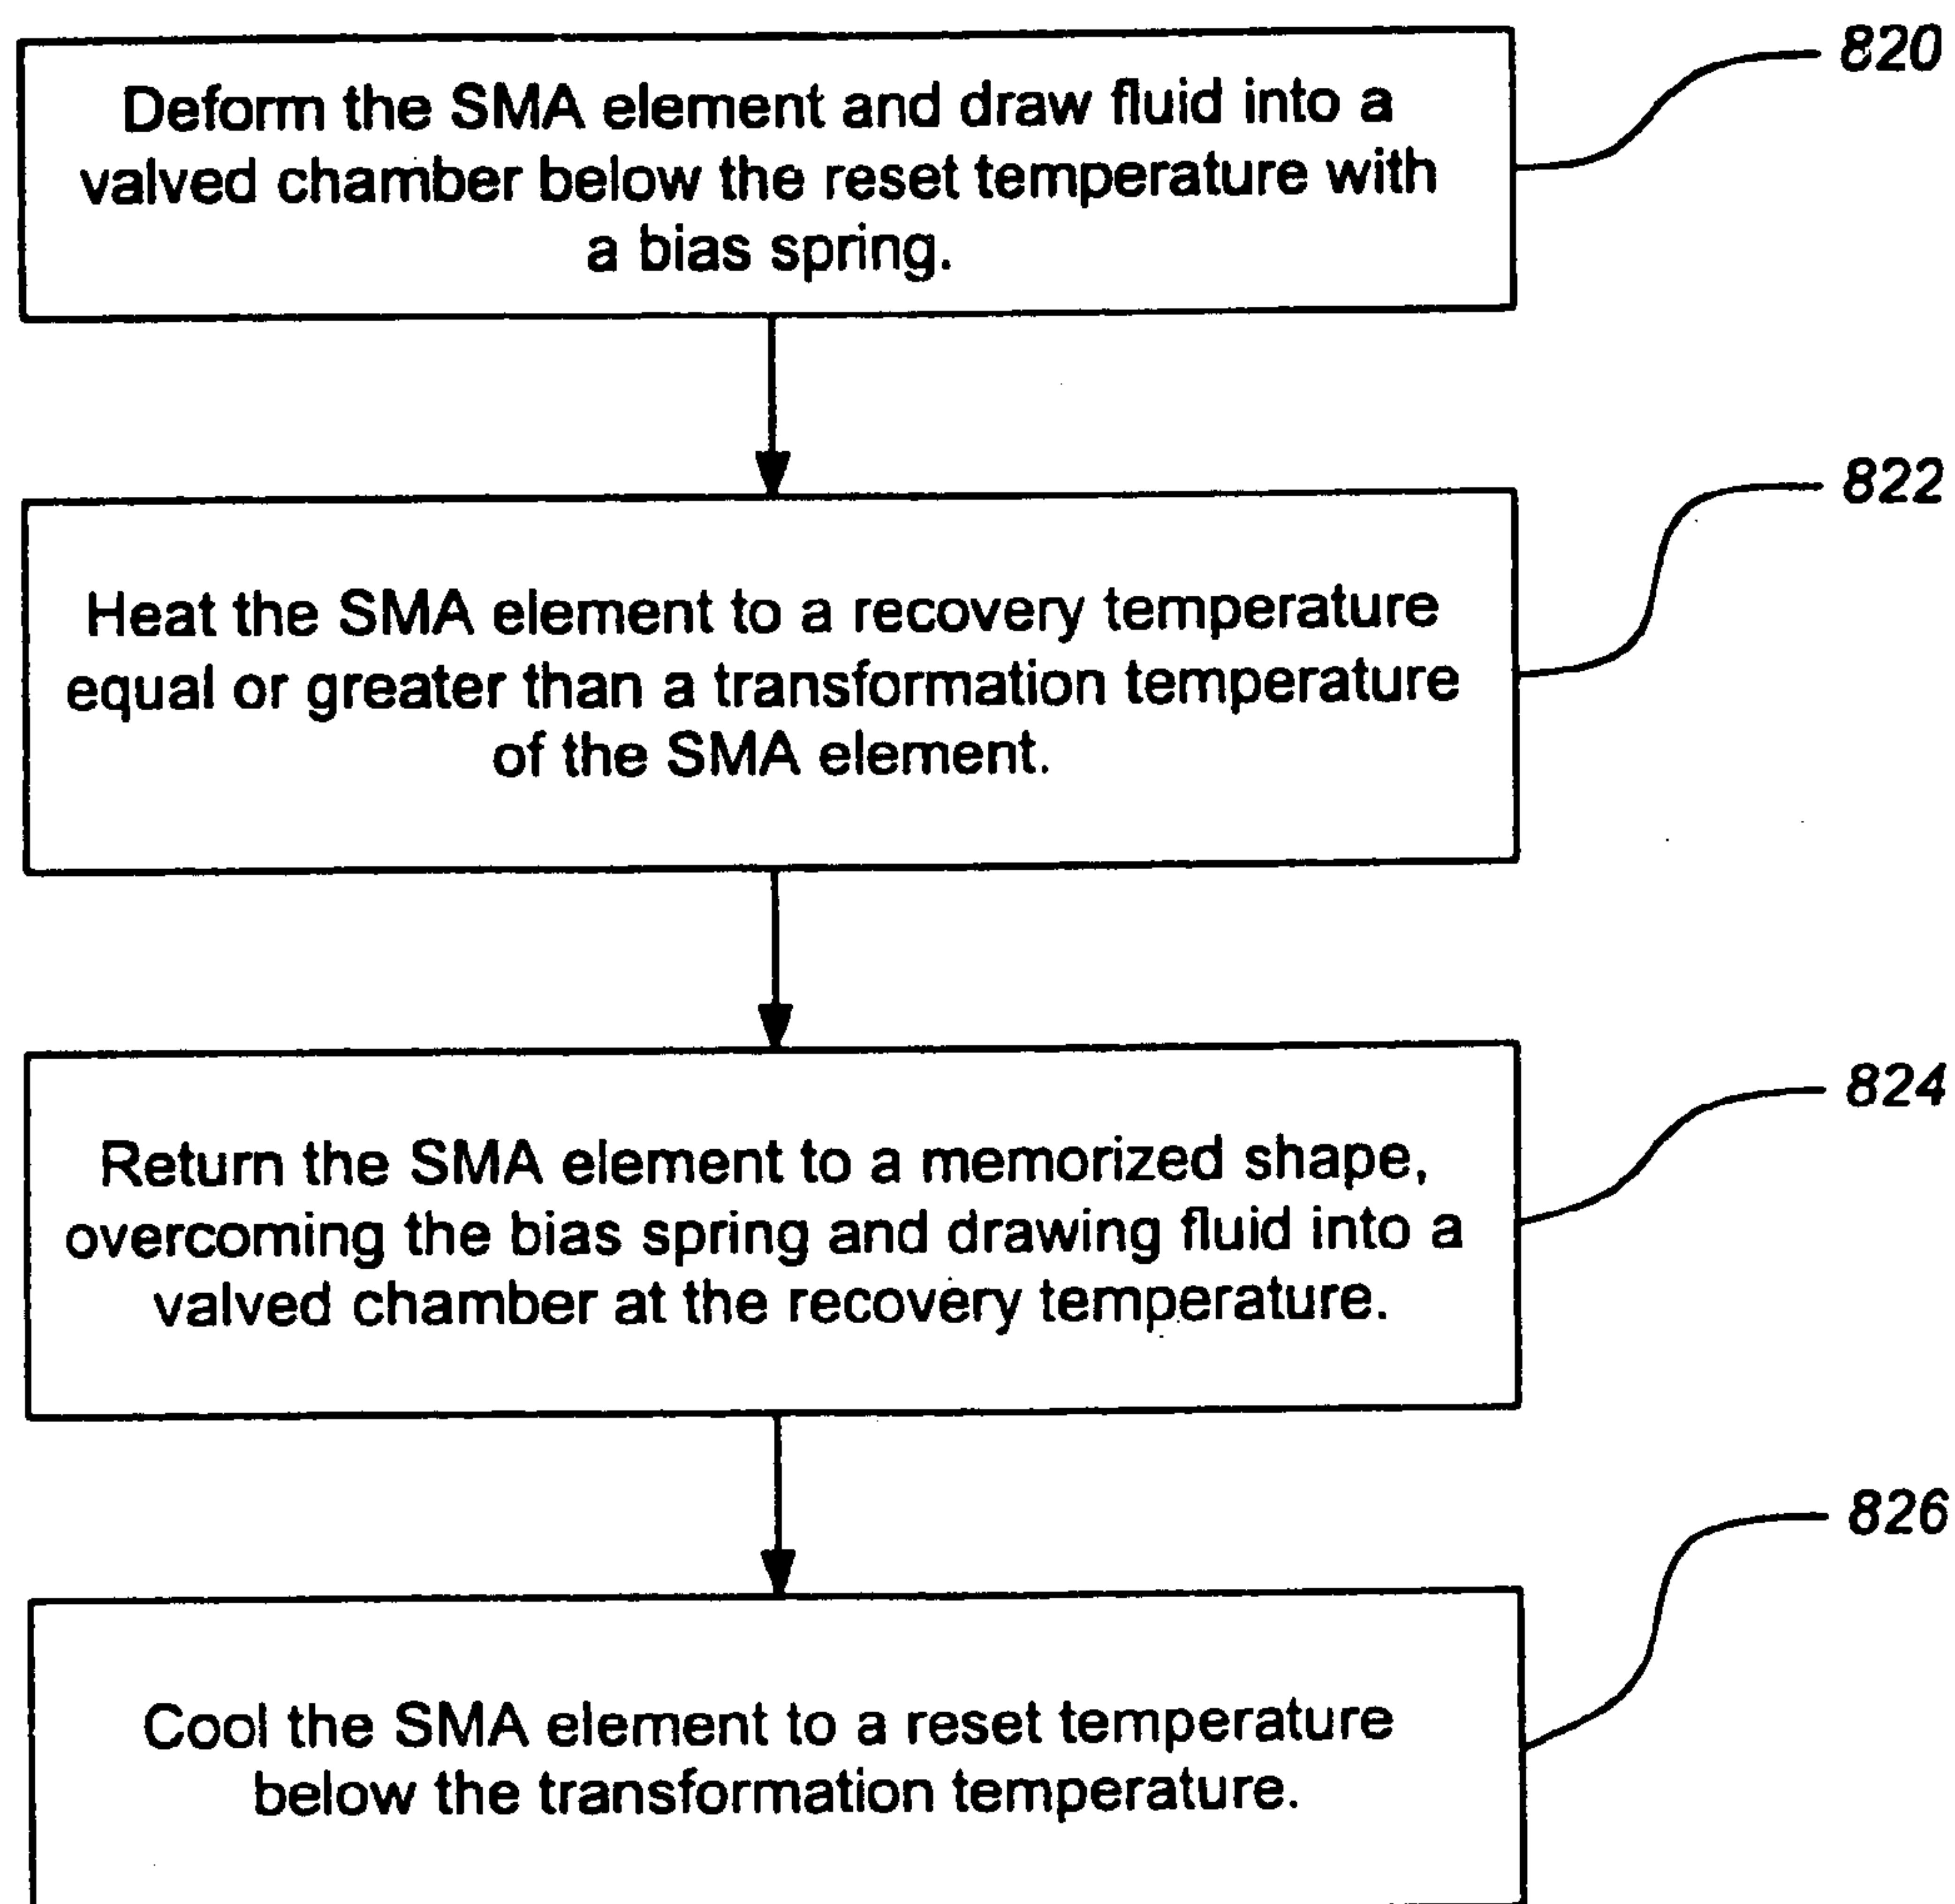 820
Deform the SMA element and draw fluid into a
valved chamber below the reset temperature with
a bias spring.
822
Heat the SMA element to a recovery temperature
equal or greater than a transformation temperature
of the SMA element.
824
Return the SMA element to a memorized shape,
overcoming the bias spring and drawing fluid into a
valved chamber at the recovery temperature.
826
Cool the SMA element to a reset temperature
below the transformation temperature.